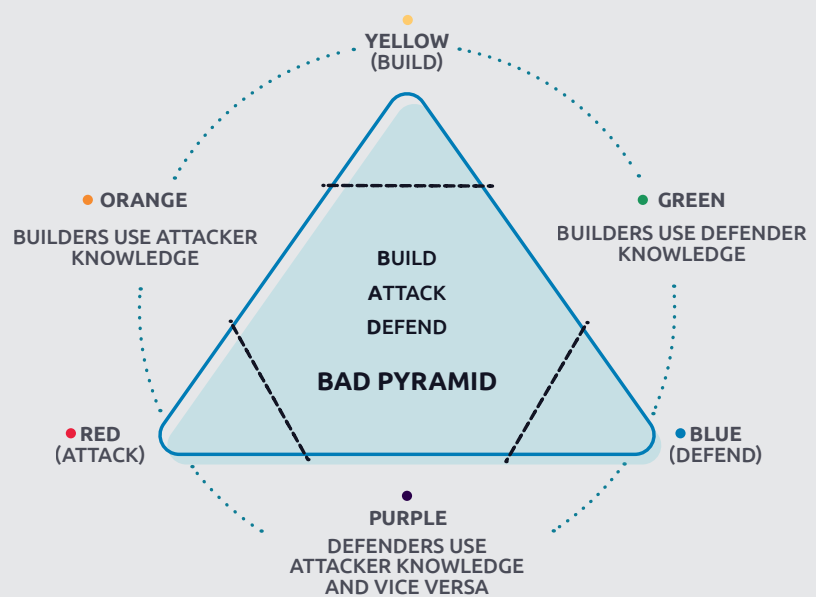 YELLOW
(BUILD)
ORANGE
BUILDERS USE ATTACKER
KNOWLEDGE
GREEN
BUILDERS USE DEFENDER
KNOWLEDGE
BUILD
ATTACK
DEFEND
BAD PYRAMID
RED
(ATTACK)
BLUE
(DEFEND)
PURPLE
DEFENDERS USE
ATTACKER KNOWLEDGE
AND VICE VERSA